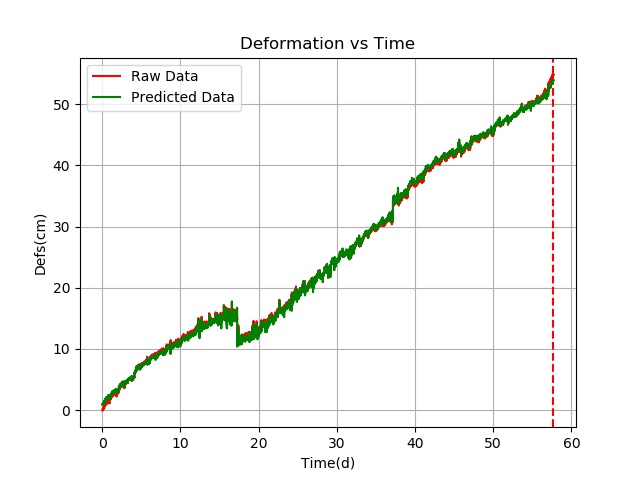 Deformation vs Time
Raw Data
Predicted Data
Defs(cm)
50
40
30
20
10
0
0 10 20 30 40 50 60
Time(d)